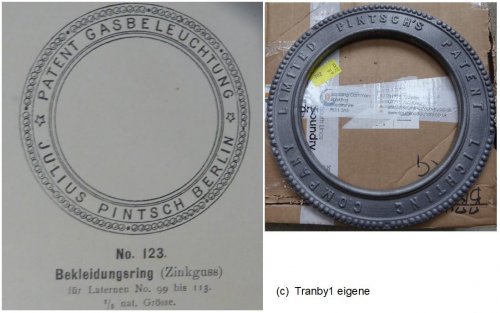 PATENT GASBELEUCHTUNG
JULIUS PINTSCH BERLIN
No. 123.
Bekleidungsring (Zinkguss)
für Laternen No. 99 bis 113.
1/5 nat. Grösse.
PINTSCH'S PATENT LIGHTING COMPANY LIMITED
(c) Tranby1 eigene